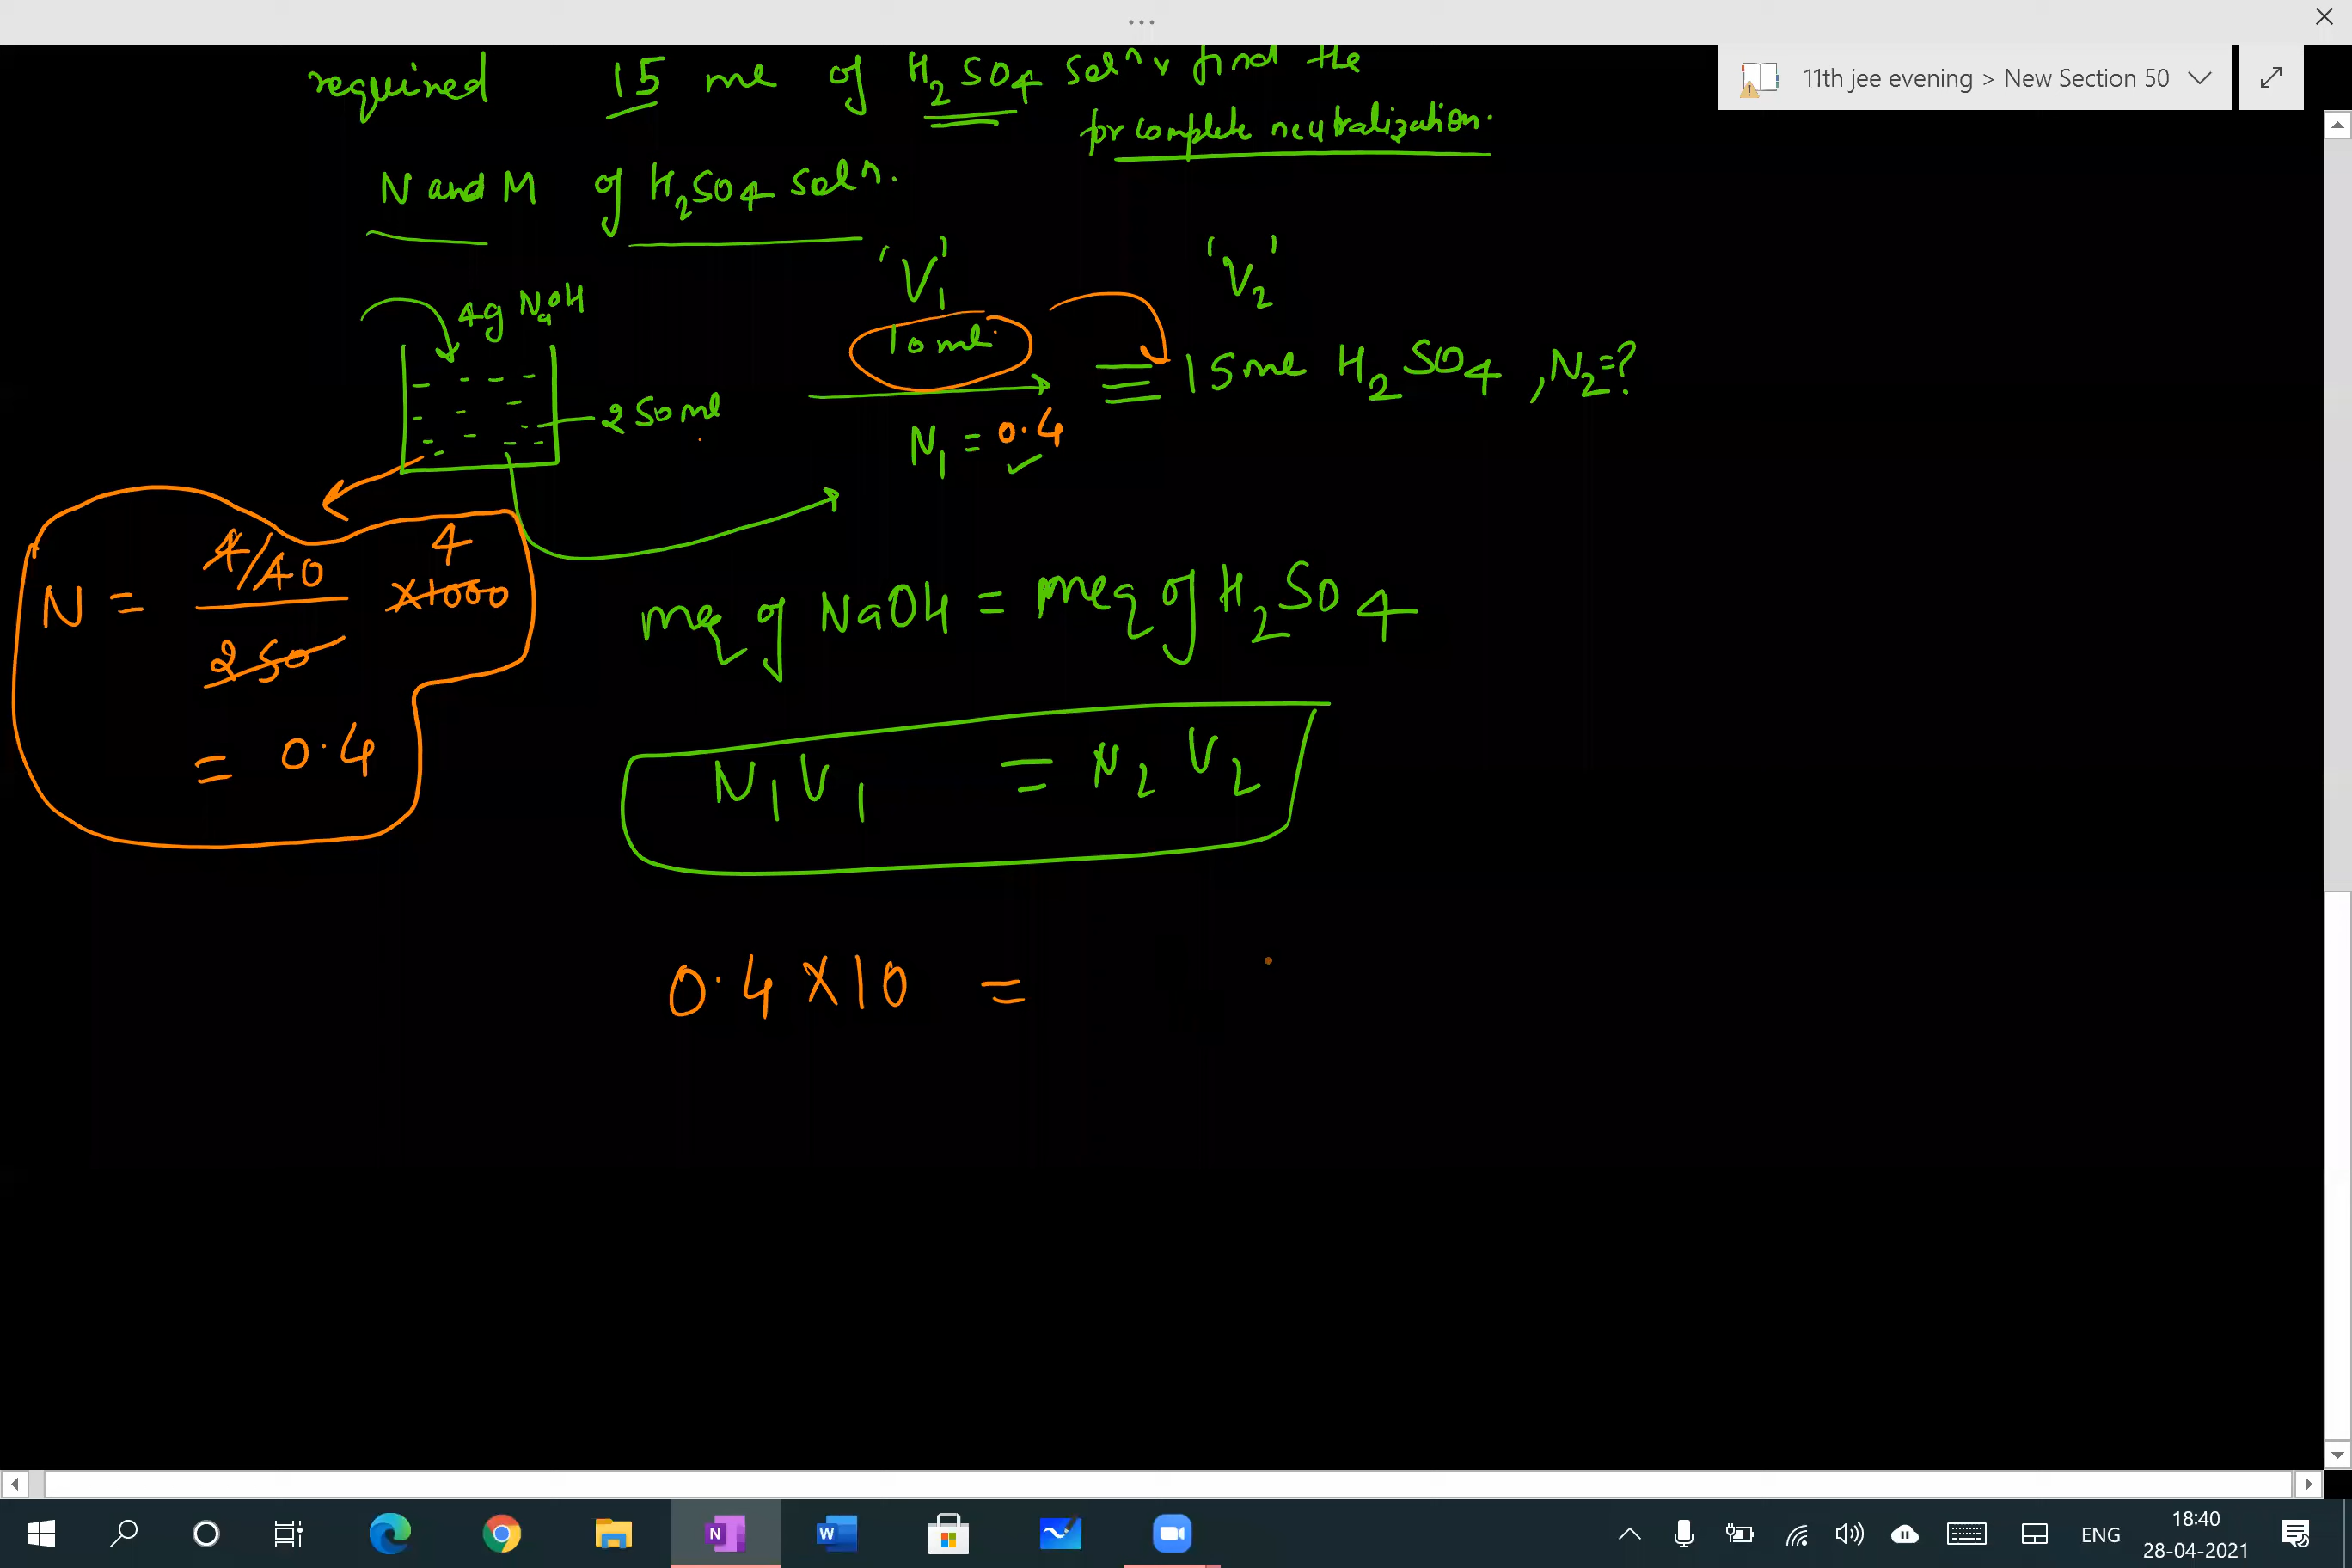 ...
11th jee evening > New Section 50
required 15 ml of H2SO4 solⁿ, find the
for complete neutralization.
N and M of H2SO4 solⁿ.
'V1' 'V2'
4g NaOH
10 ml
≡ 15 ml H2SO4, N2=?
250 ml
N1 = 0.4
N = 4/40 / 250 ×1000 4
= 0.4
meq of NaOH = meq of H2SO4
N1V1 = N2V2
0.4 × 10 =
N
W
ENG
18:40
28-04-2021